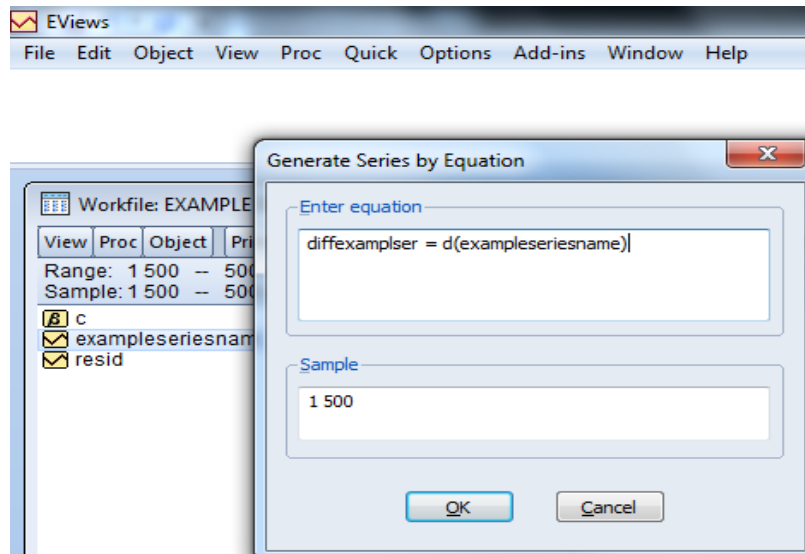 EViews
File Edit Object View Proc Quick Options Add-ins Window Help
Generate Series by Equation
Workfile: EXAMPLE
View Proc Object Pri
Range: 1 500 -- 500
Sample: 1 500 -- 500
c
exampleseriesnam
resid
Enter equation
diffexamplser = d(exampleseriesname)
Sample
1 500
OK Cancel